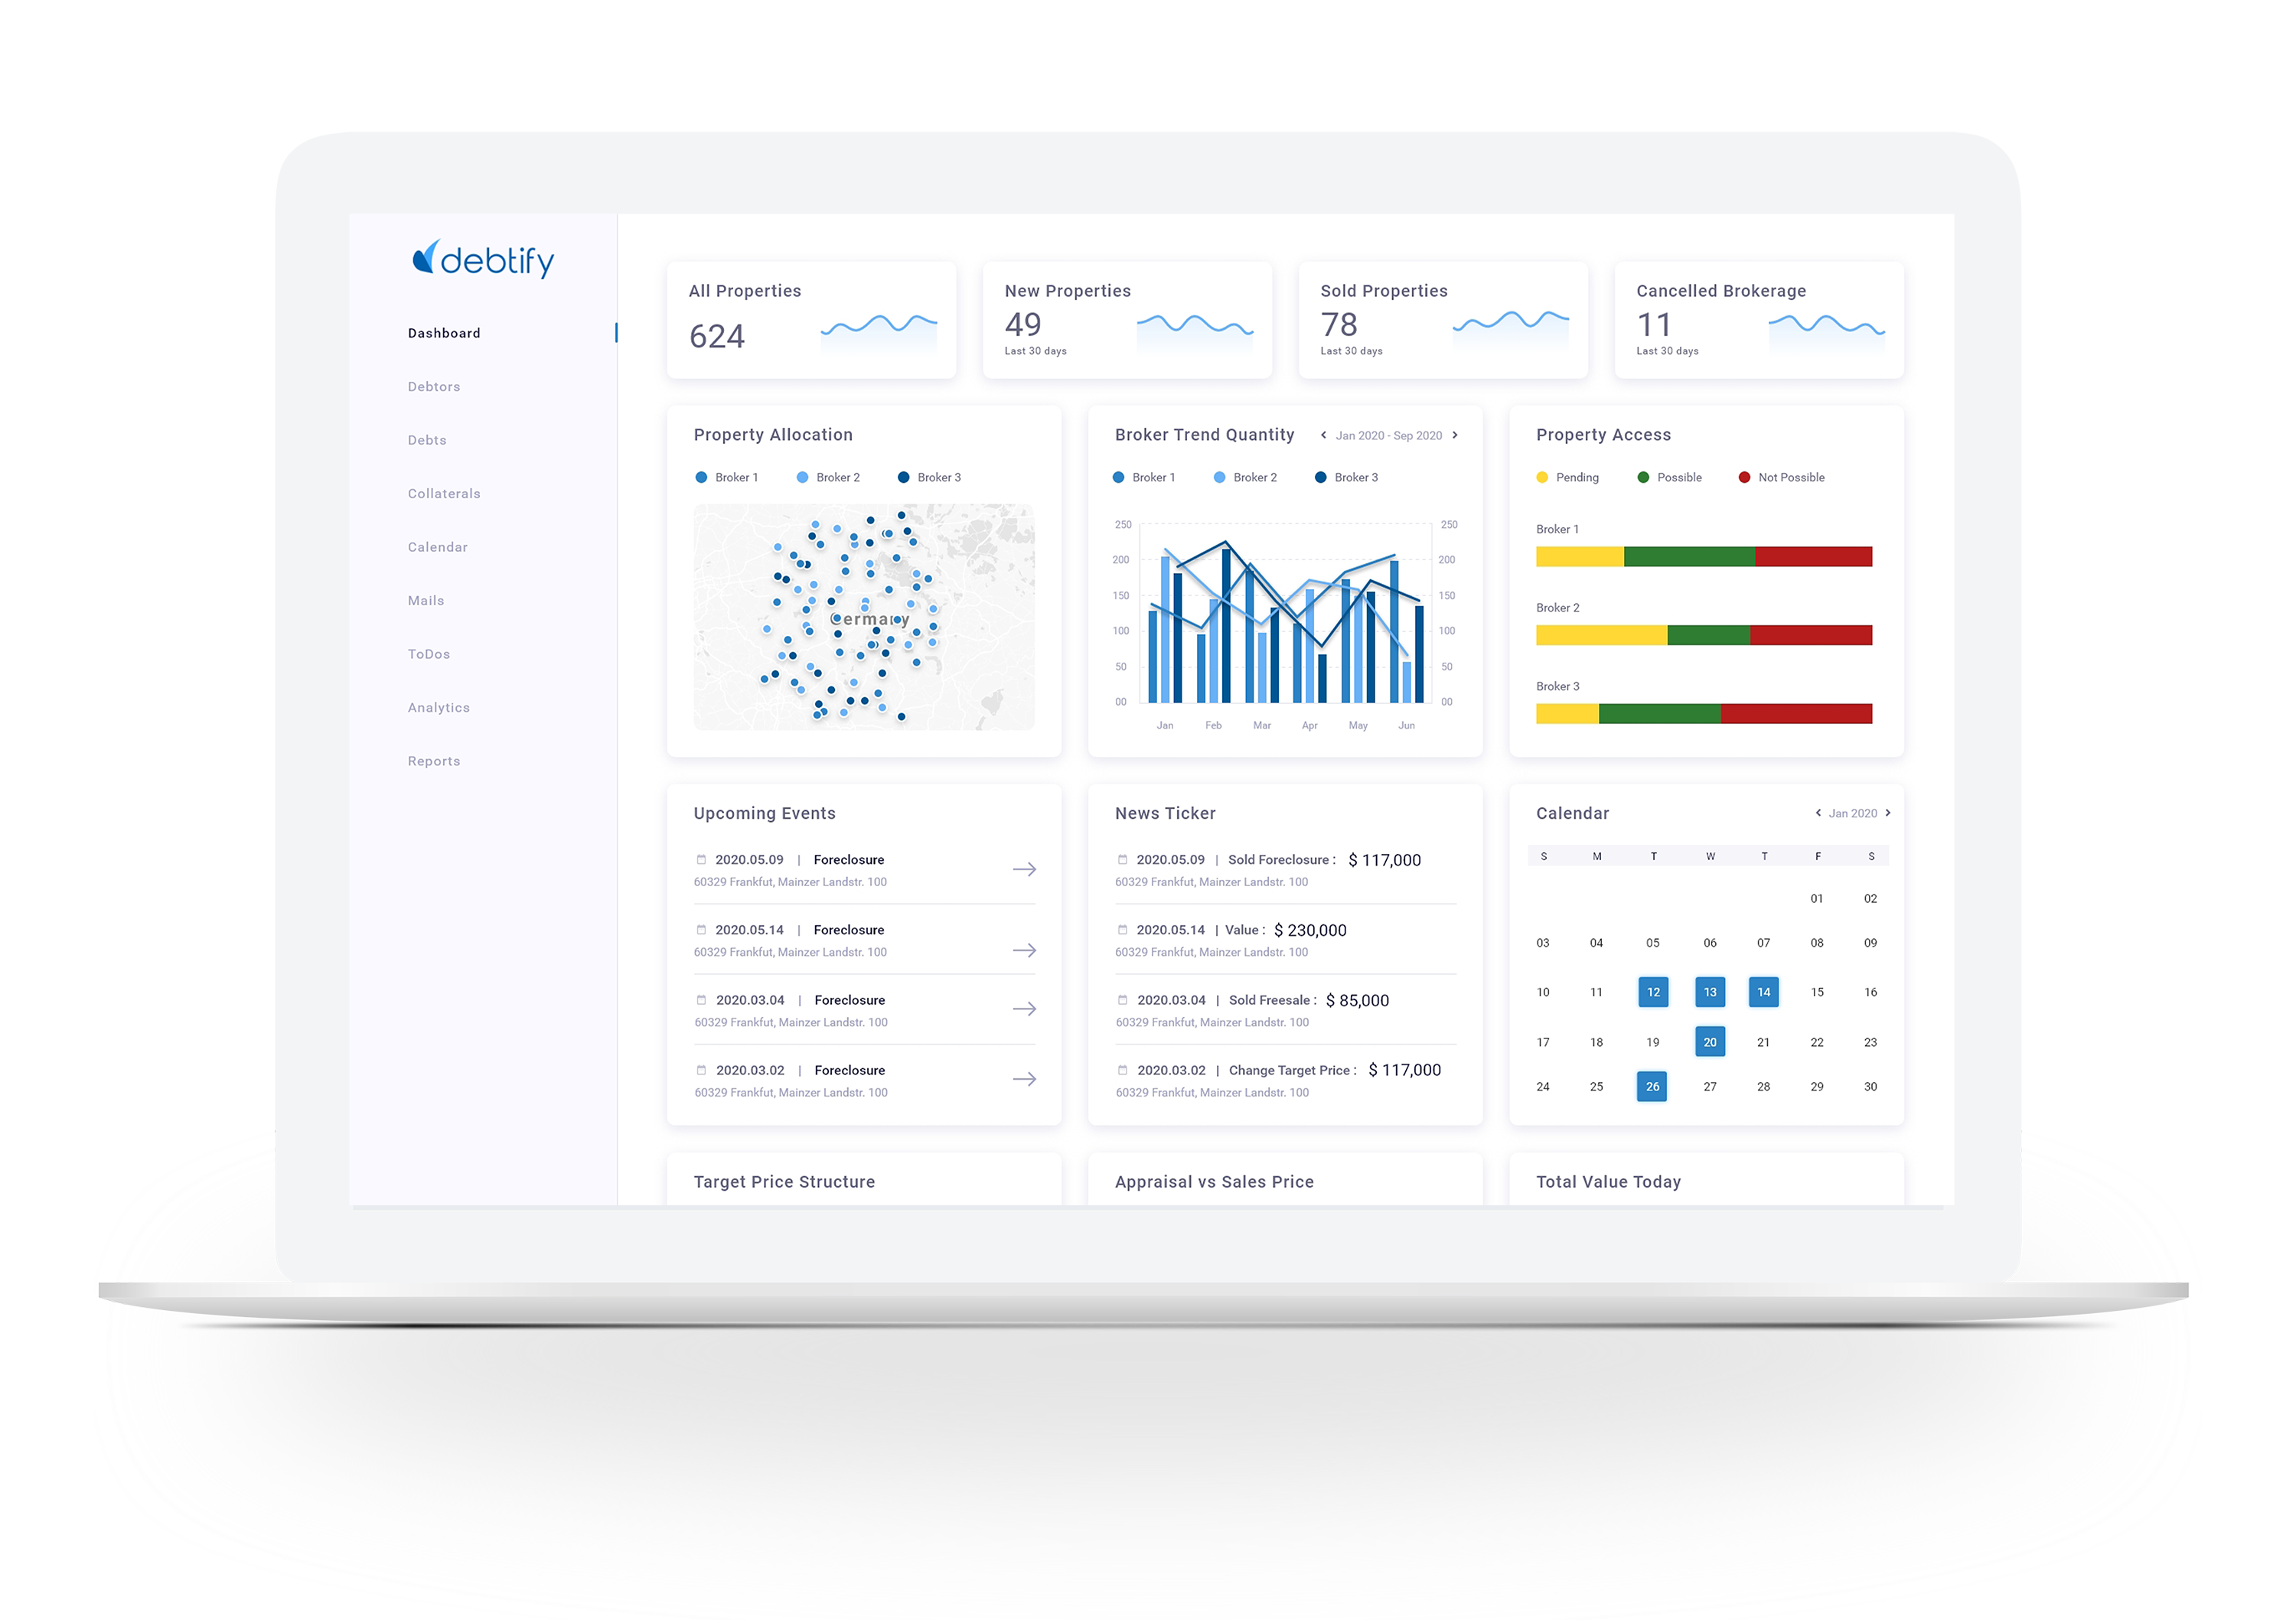 debtify
Dashboard
Debtors
Debts
Collaterals
Calendar
Mails
ToDos
Analytics
Reports
All Properties
624
New Properties
49
Last 30 days
Sold Properties
78
Last 30 days
Cancelled Brokerage
11
Last 30 days
Property Allocation
Broker 1 Broker 2 Broker 3
Germany
Broker Trend Quantity Jan 2020 - Sep 2020
Broker 1 Broker 2 Broker 3
250 250
200 200
150 150
100 100
50 50
00 00
Jan Feb Mar Apr May Jun
Property Access
Pending Possible Not Possible
Broker 1
Broker 2
Broker 3
Upcoming Events
2020.05.09 | Foreclosure
60329 Frankfut, Mainzer Landstr. 100
2020.05.14 | Foreclosure
60329 Frankfut, Mainzer Landstr. 100
2020.03.04 | Foreclosure
60329 Frankfut, Mainzer Landstr. 100
2020.03.02 | Foreclosure
60329 Frankfut, Mainzer Landstr. 100
News Ticker
2020.05.09 | Sold Foreclosure : $ 117,000
60329 Frankfut, Mainzer Landstr. 100
2020.05.14 | Value : $ 230,000
60329 Frankfut, Mainzer Landstr. 100
2020.03.04 | Sold Freesale : $ 85,000
60329 Frankfut, Mainzer Landstr. 100
2020.03.02 | Change Target Price : $ 117,000
60329 Frankfut, Mainzer Landstr. 100
Calendar Jan 2020
S M T W T F S
01 02
03 04 05 06 07 08 09
10 11 12 13 14 15 16
17 18 19 20 21 22 23
24 25 26 27 28 29 30
Target Price Structure
Appraisal vs Sales Price
Total Value Today